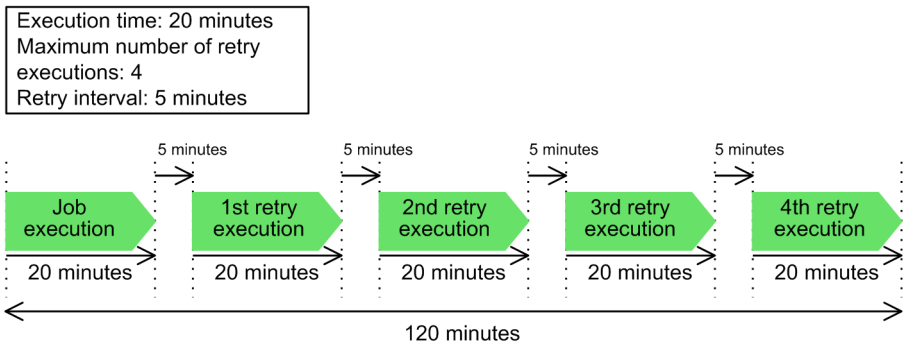 Execution time: 20 minutes
Maximum number of retry
executions: 4
Retry interval: 5 minutes
5 minutes
5 minutes
5 minutes
5 minutes
Job
execution
1st retry
execution
2nd retry
execution
3rd retry
execution
4th retry
execution
20 minutes
20 minutes
20 minutes
20 minutes
20 minutes
120 minutes